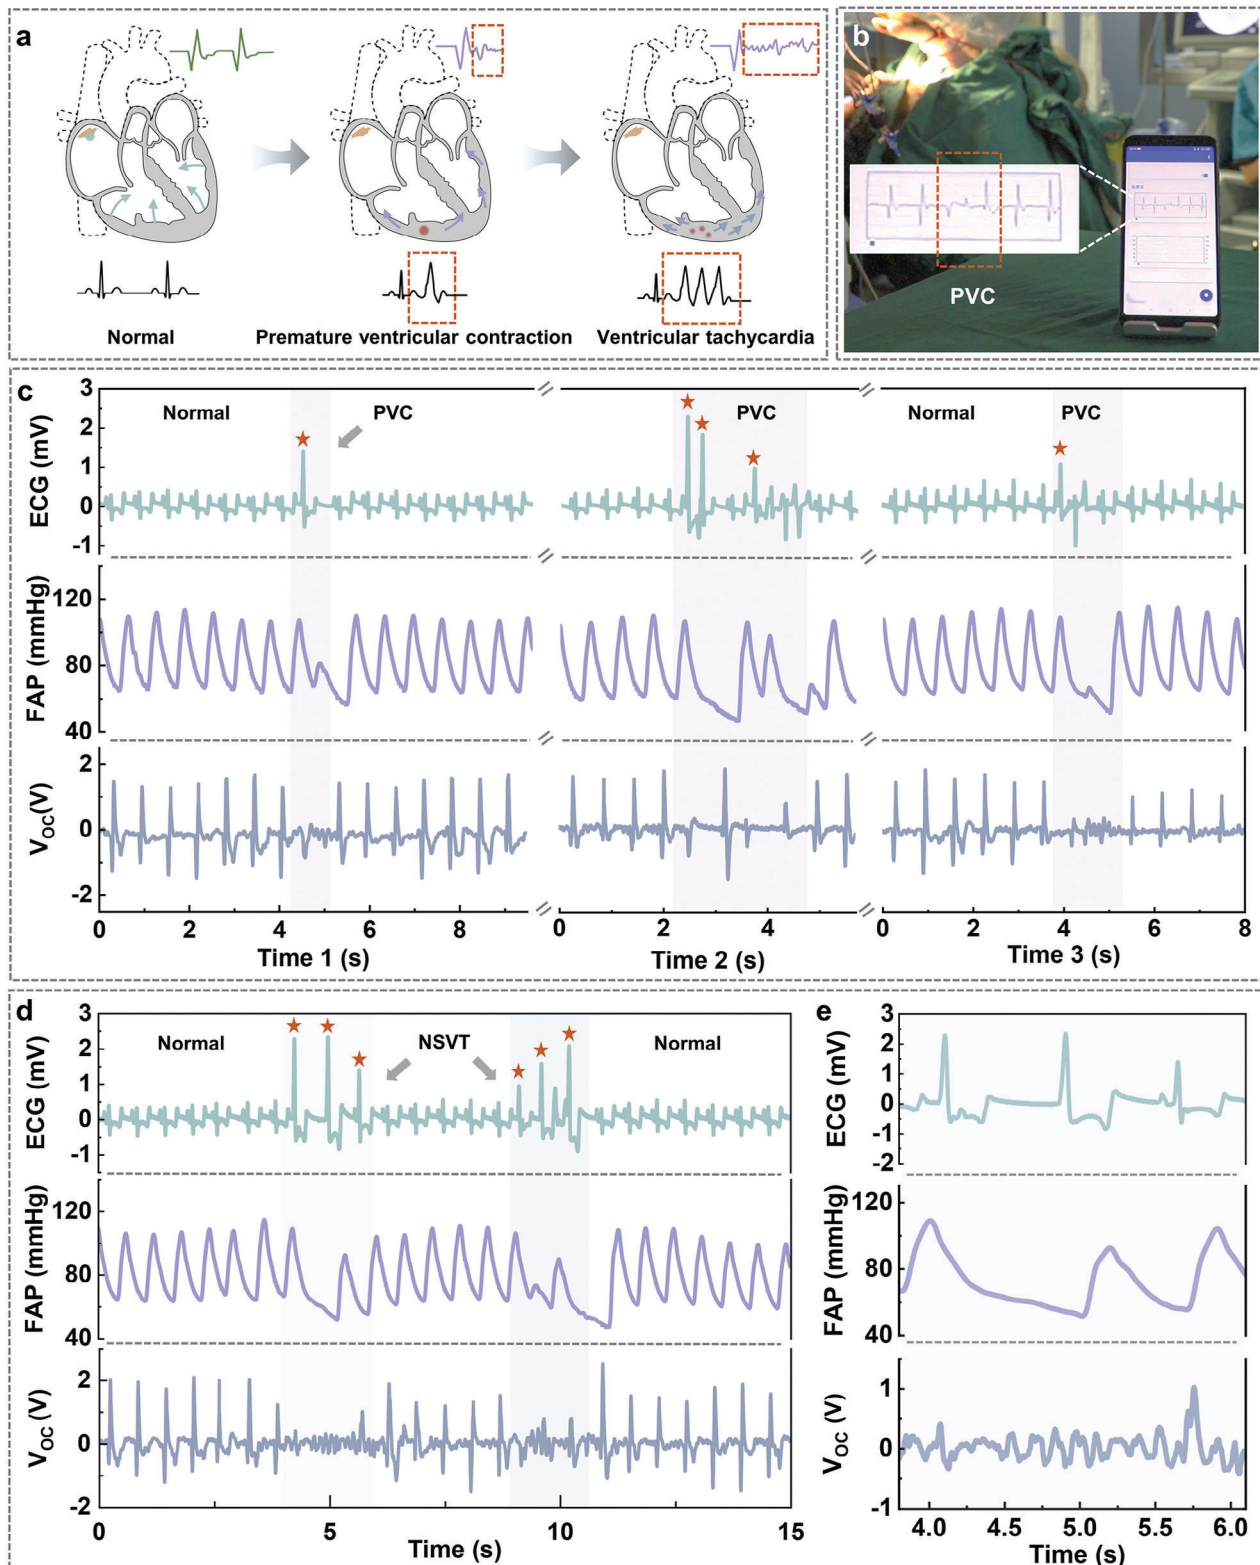 a
Normal
Premature ventricular contraction
Ventricular tachycardia
b
PVC
c
ECG (mV)
3
2
1
0
-1
Normal
PVC
PVC
Normal
PVC
FAP (mmHg)
120
80
40
VOC(V)
2
0
-2
0 2 4 6 8
0 2 4
0 2 4 6 8
Time 1 (s)
Time 2 (s)
Time 3 (s)
d
ECG (mV)
3
2
1
0
-1
Normal
NSVT
Normal
FAP (mmHg)
120
80
40
VOC (V)
2
0
-2
0 5 10 15
Time (s)
e
ECG (mV)
3
2
1
0
-1
-2
FAP (mmHg)
120
80
40
VOC (V)
1
0
-1
4.0 4.5 5.0 5.5 6.0
Time (s)